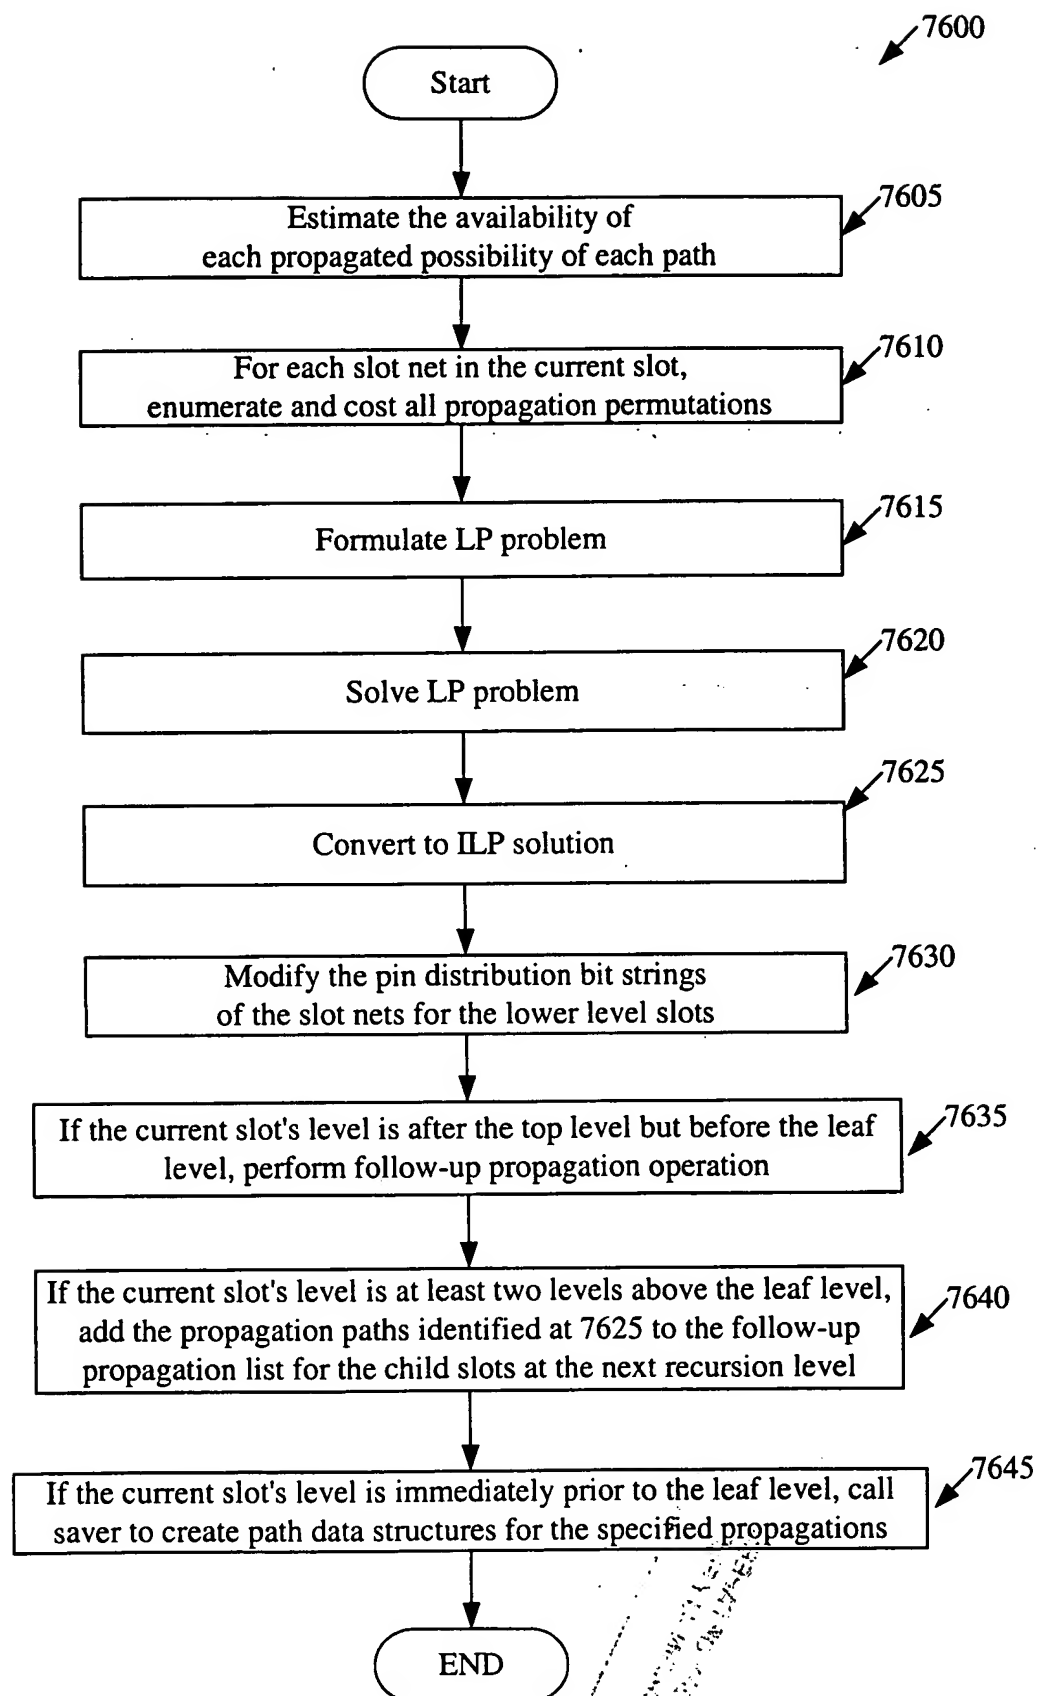 7600
Start
7605
Estimate the availability of
each propagated possibility of each path
7610
For each slot net in the current slot,
enumerate and cost all propagation permutations
7615
Formulate LP problem
7620
Solve LP problem
7625
Convert to ILP solution
7630
Modify the pin distribution bit strings
of the slot nets for the lower level slots
7635
If the current slot's level is after the top level but before the leaf
level, perform follow-up propagation operation
7640
If the current slot's level is at least two levels above the leaf level,
add the propagation paths identified at 7625 to the follow-up
propagation list for the child slots at the next recursion level
7645
If the current slot's level is immediately prior to the leaf level, call
saver to create path data structures for the specified propagations
END